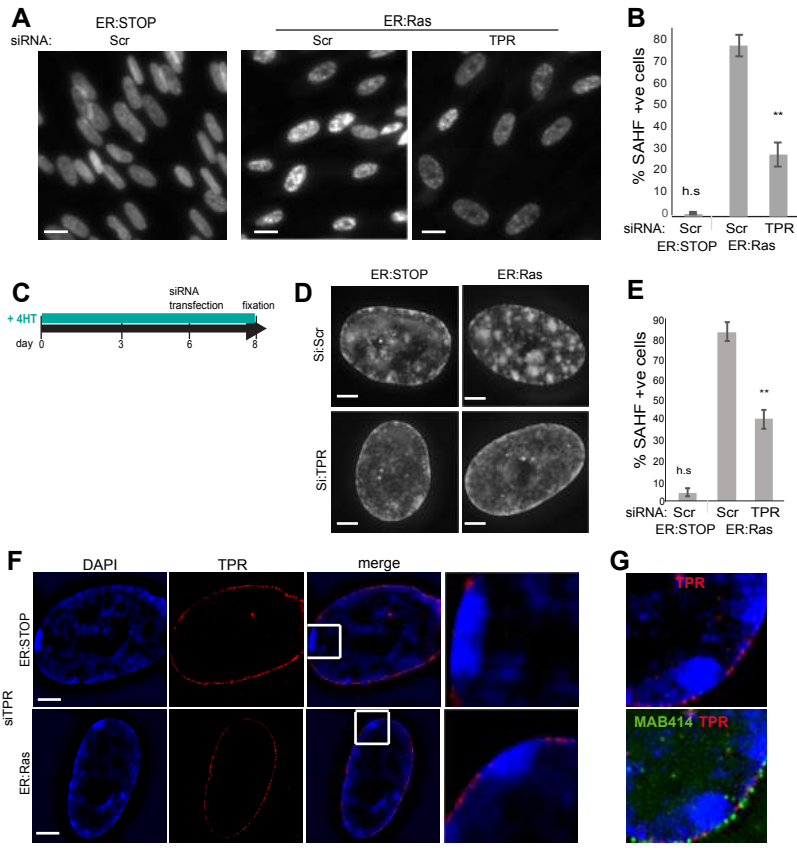 A
ER:STOP
ER:Ras
siRNA: Scr
Scr
TPR
B
% SAHF +ve cells
80
70
60
50
40
30
20
10
0
h.s
**
siRNA: Scr Scr TPR
ER:STOP ER:Ras
C
siRNA
transfection
fixation
+ 4HT
day 0 3 6 8
D
ER:STOP ER:Ras
Si:Scr
Si:TPR
E
% SAHF +ve cells
90
80
70
60
50
40
30
20
10
0
h.s
**
siRNA: Scr Scr TPR
ER:STOP ER:Ras
F
DAPI TPR merge
siTPR
ER:STOP
ER:Ras
G
TPR
MAB414 TPR